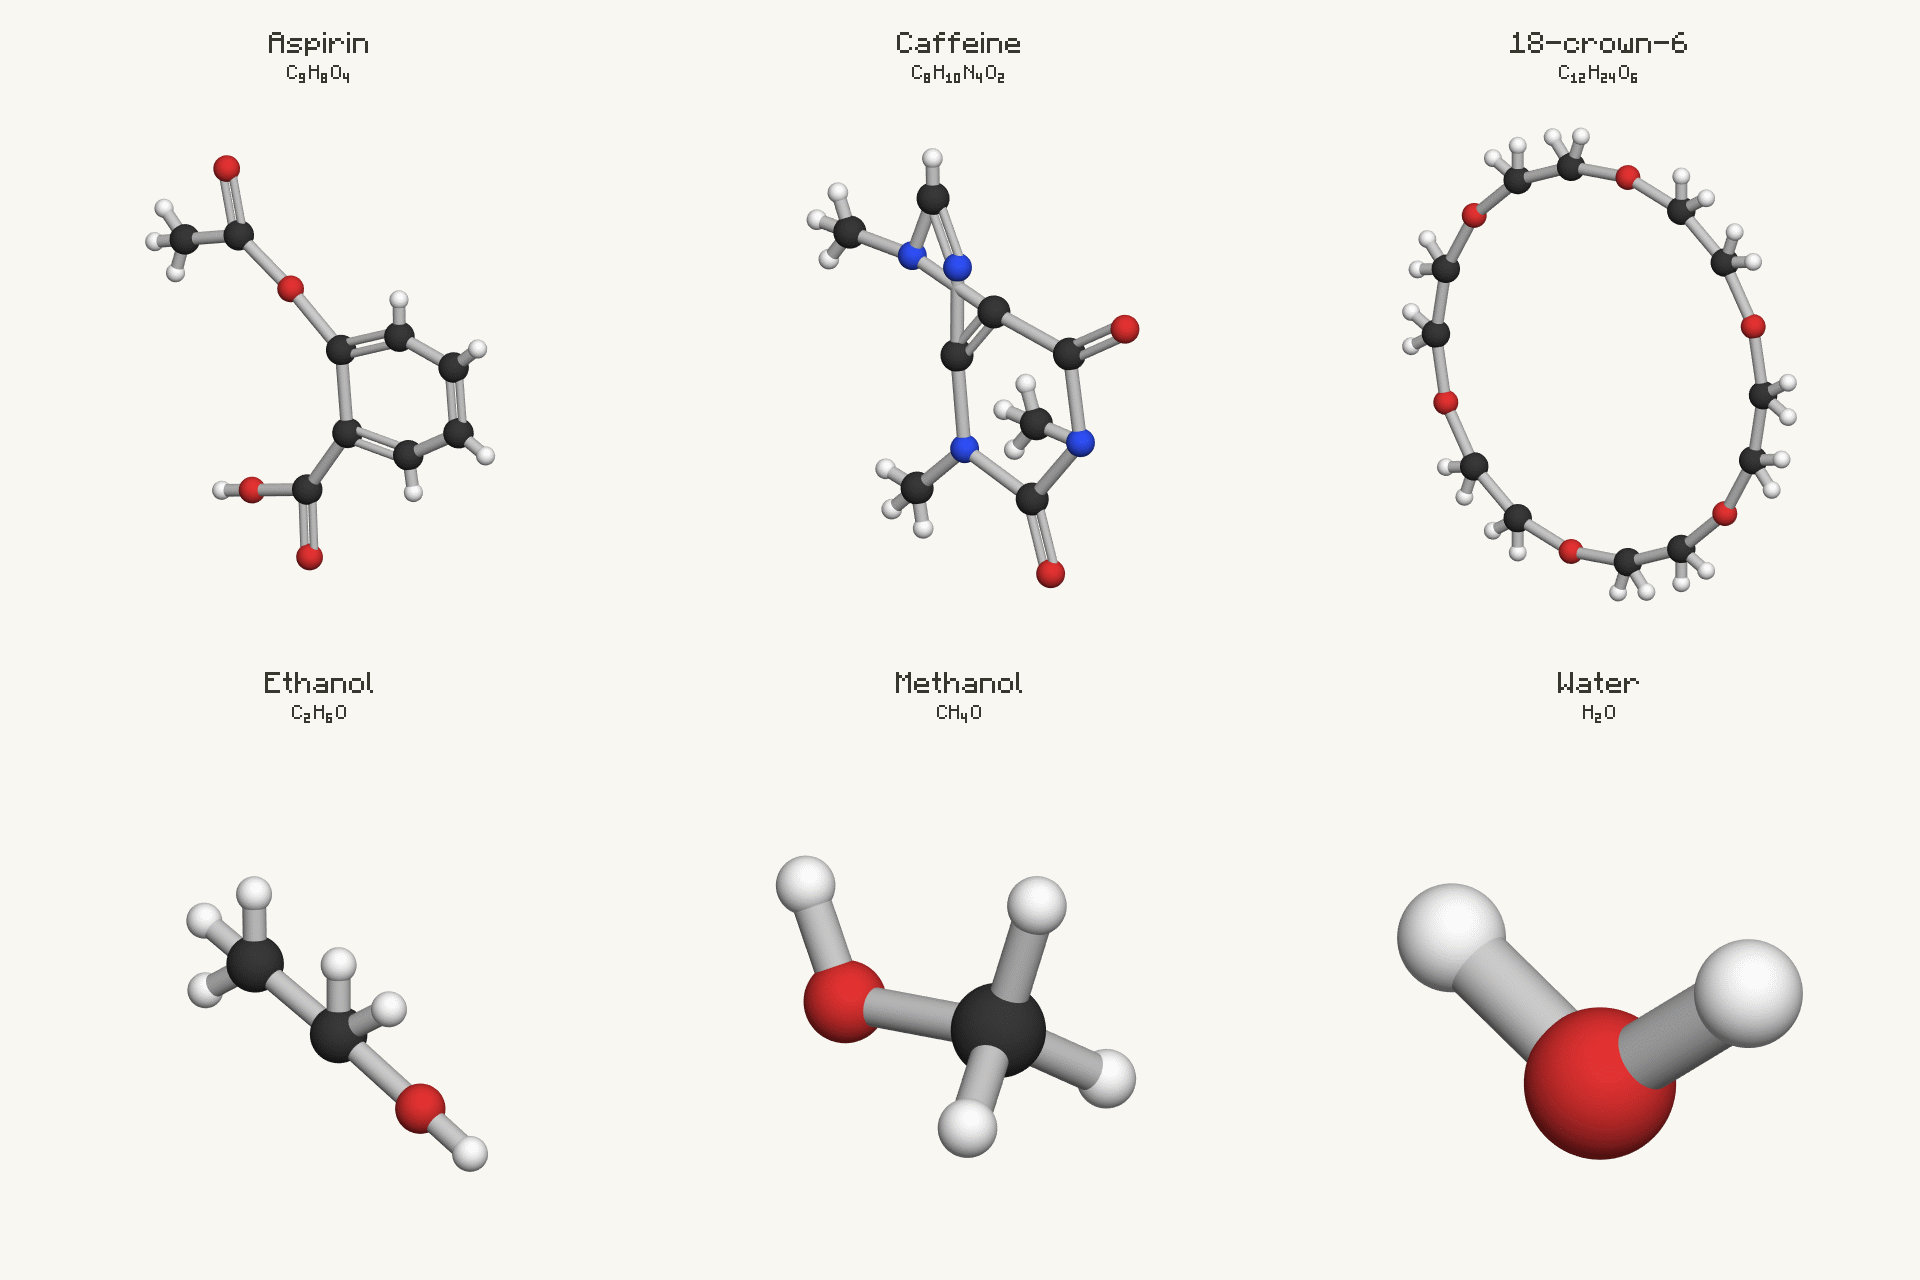 Aspirin
C₉H₈O₄
Caffeine
C₈H₁₀N₄O₂
18-crown-6
C₁₂H₂₄O₆
Ethanol
C₂H₆O
Methanol
CH₄O
Water
H₂O